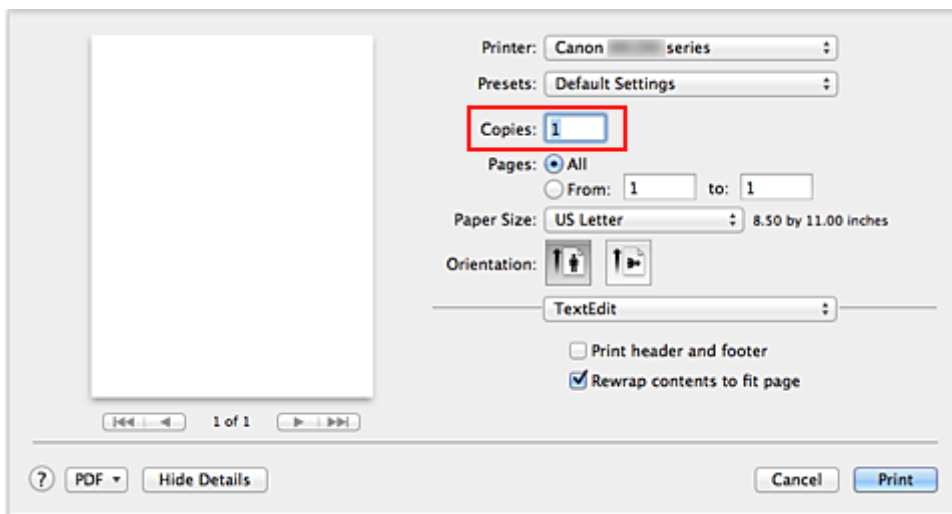 Printer: Canon series
Presets: Default Settings
Copies: 1
Pages: All
From: 1 to: 1
Paper Size: US Letter 8.50 by 11.00 inches
Orientation:
TextEdit
Print header and footer
Rewrap contents to fit page
1 of 1
? PDF Hide Details Cancel Print